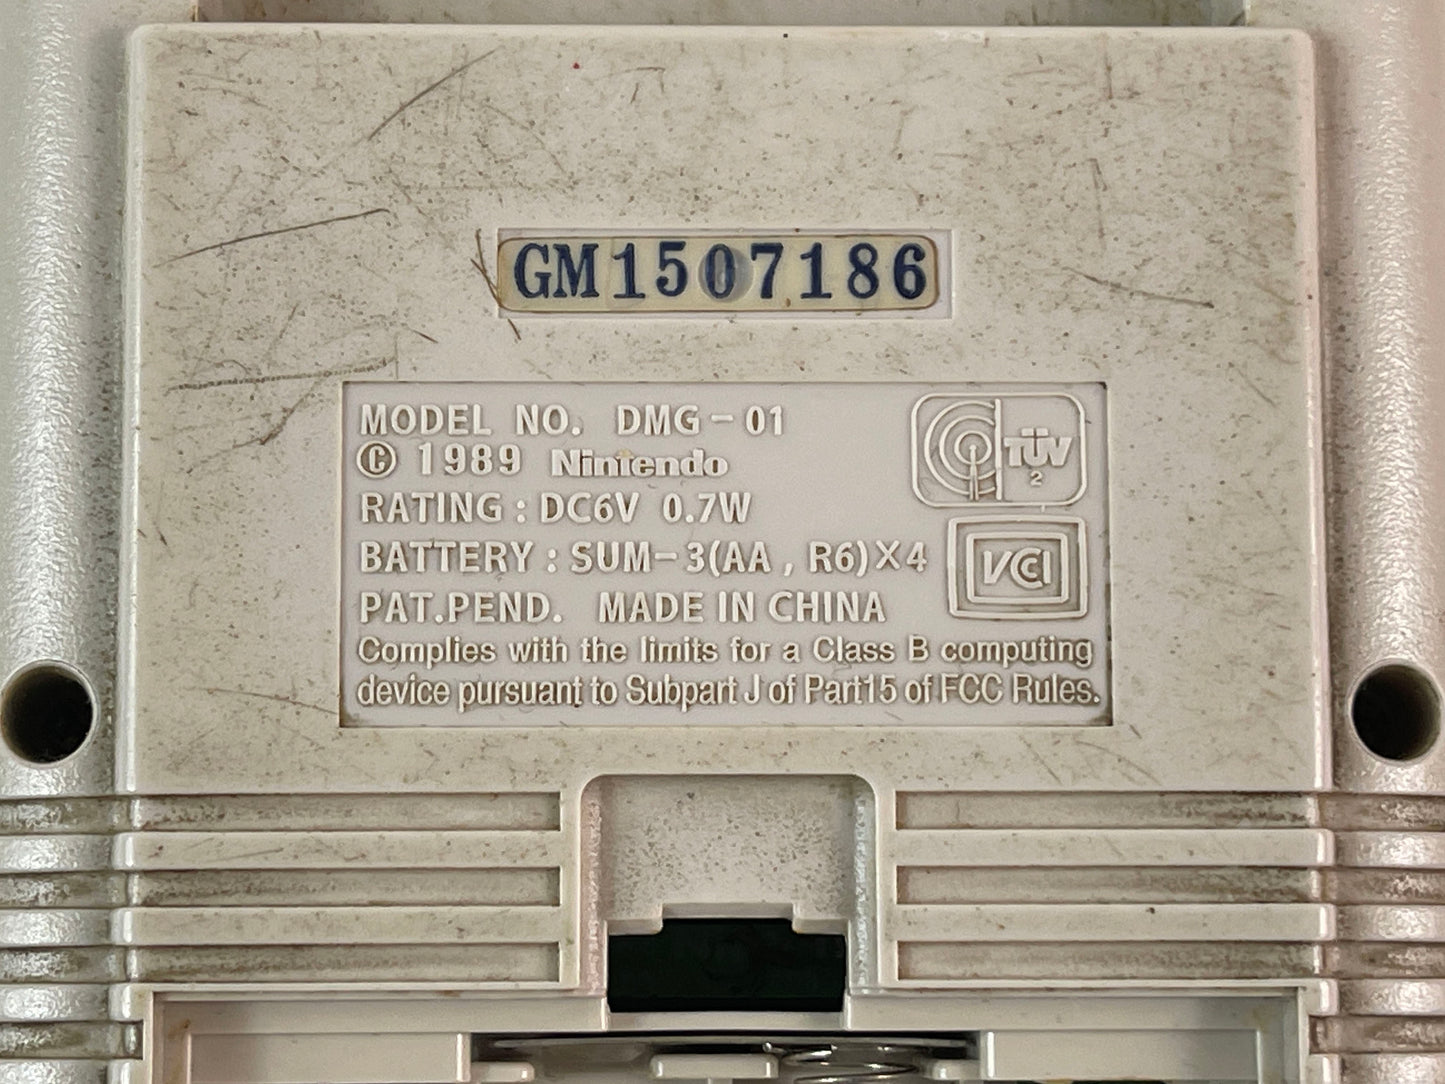 GM1507186
MODEL NO. DMG-01
© 1989 Nintendo
RATING : DC6V 0.7W
BATTERY : SUM-3(AA , R6)×4
PAT.PEND. MADE IN CHINA
Complies with the limits for a Class B computing
device pursuant to Subpart J of Part15 of FCC Rules.
TÜV
2
VCI